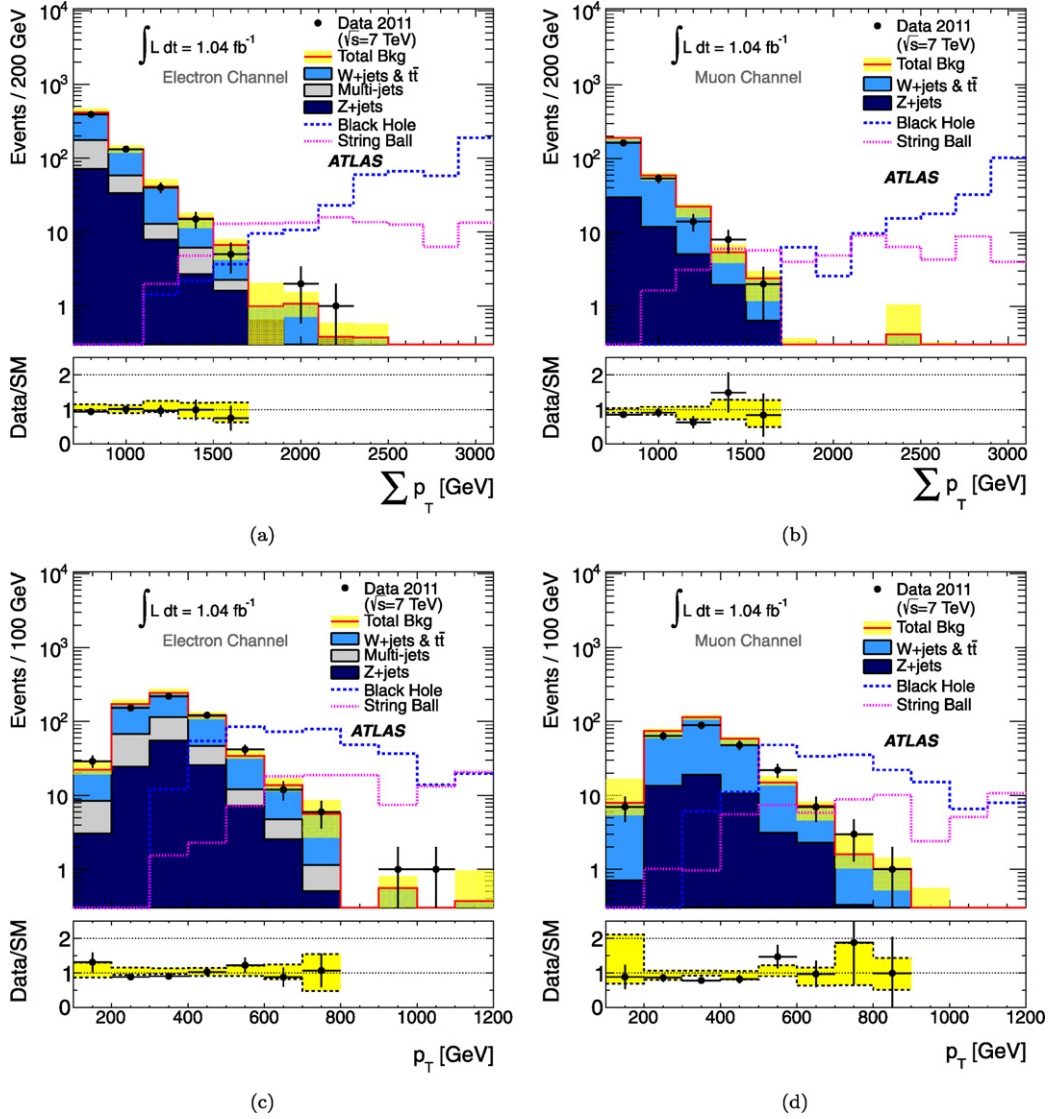 Events / 200 GeV
10⁴
10³
10²
10
1
∫ L dt = 1.04 fb⁻¹
Electron Channel
Data 2011
(√s=7 TeV)
Total Bkg
W+jets & tt̄
Multi-jets
Z+jets
Black Hole
String Ball
ATLAS
Data/SM
2
1
0
1000 1500 2000 2500 3000
∑ p_T [GeV]
(a)
Events / 200 GeV
10⁴
10³
10²
10
1
∫ L dt = 1.04 fb⁻¹
Muon Channel
Data 2011
(√s=7 TeV)
Total Bkg
W+jets & tt̄
Z+jets
Black Hole
String Ball
ATLAS
Data/SM
2
1
0
1000 1500 2000 2500 3000
∑ p_T [GeV]
(b)
Events / 100 GeV
10⁴
10³
10²
10
1
∫ L dt = 1.04 fb⁻¹
Electron Channel
Data 2011
(√s=7 TeV)
Total Bkg
W+jets & tt̄
Multi-jets
Z+jets
Black Hole
String Ball
ATLAS
Data/SM
2
1
0
200 400 600 800 1000 1200
p_T [GeV]
(c)
Events / 100 GeV
10⁴
10³
10²
10
1
∫ L dt = 1.04 fb⁻¹
Muon Channel
Data 2011
(√s=7 TeV)
Total Bkg
W+jets & tt̄
Z+jets
Black Hole
String Ball
ATLAS
Data/SM
2
1
0
200 400 600 800 1000 1200
p_T [GeV]
(d)